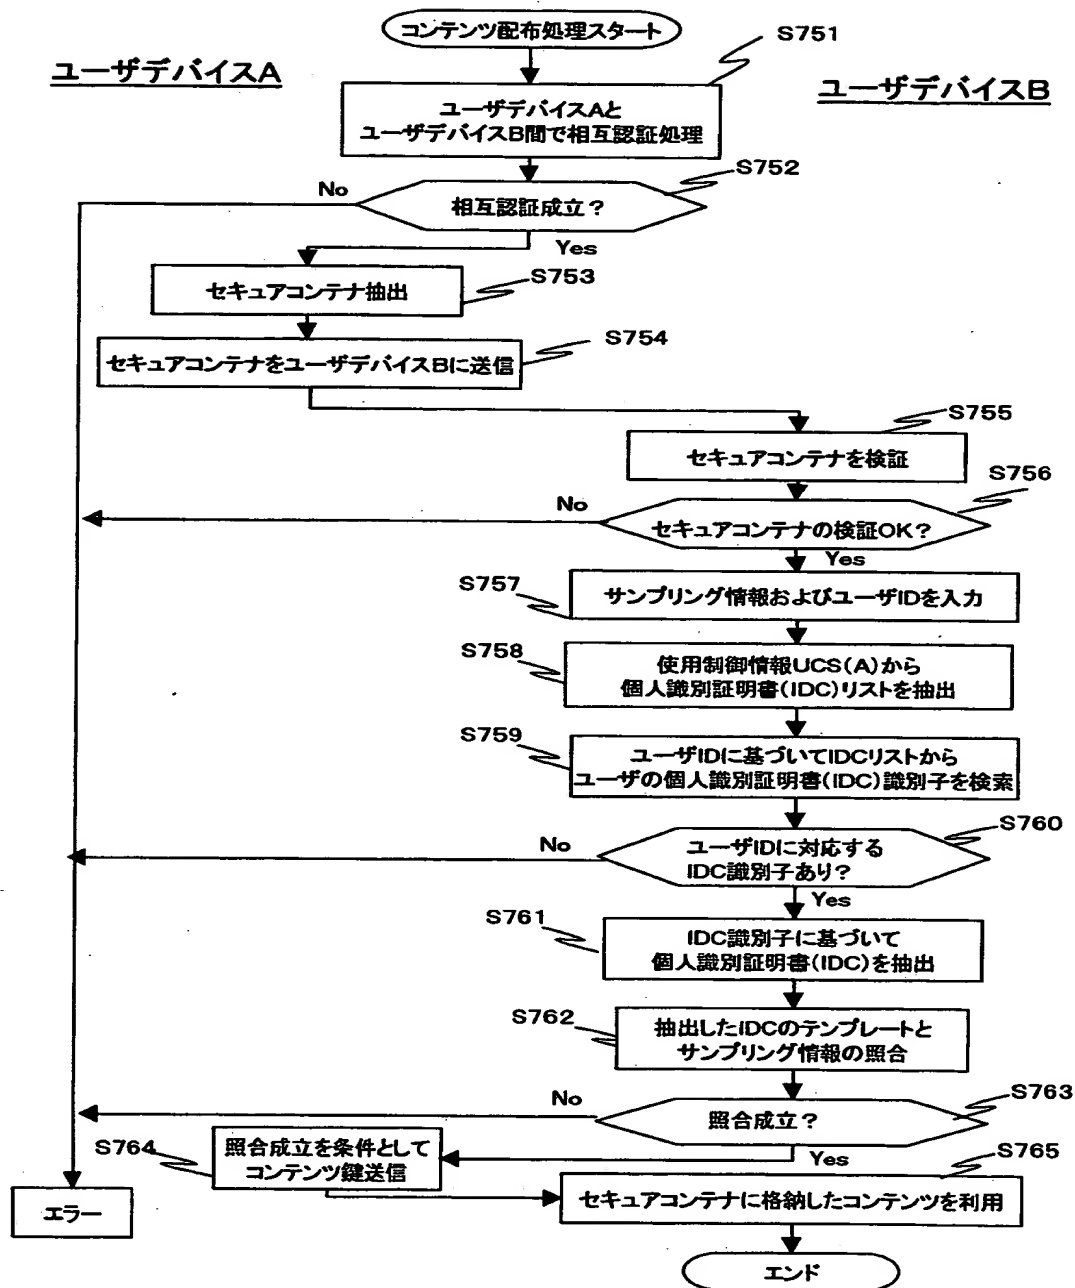 コンテンツ配布処理スタート
S751
ユーザデバイスA
ユーザデバイスB
ユーザデバイスAと
ユーザデバイスB間で相互認証処理
S752
No
相互認証成立?
Yes
S753
セキュアコンテナ抽出
S754
セキュアコンテナをユーザデバイスBに送信
S755
セキュアコンテナを検証
S756
No
セキュアコンテナの検証OK?
Yes
S757
サンプリング情報およびユーザIDを入力
S758
使用制御情報UCS(A)から
個人識別証明書(IDC)リストを抽出
S759
ユーザIDに基づいてIDCリストから
ユーザの個人識別証明書(IDC)識別子を検索
S760
No
ユーザIDに対応する
IDC識別子あり?
Yes
S761
IDC識別子に基づいて
個人識別証明書(IDC)を抽出
S762
抽出したIDCのテンプレートと
サンプリング情報の照合
S763
No
照合成立?
Yes
S764
照合成立を条件として
コンテンツ鍵送信
S765
セキュアコンテナに格納したコンテンツを利用
エラー
エンド